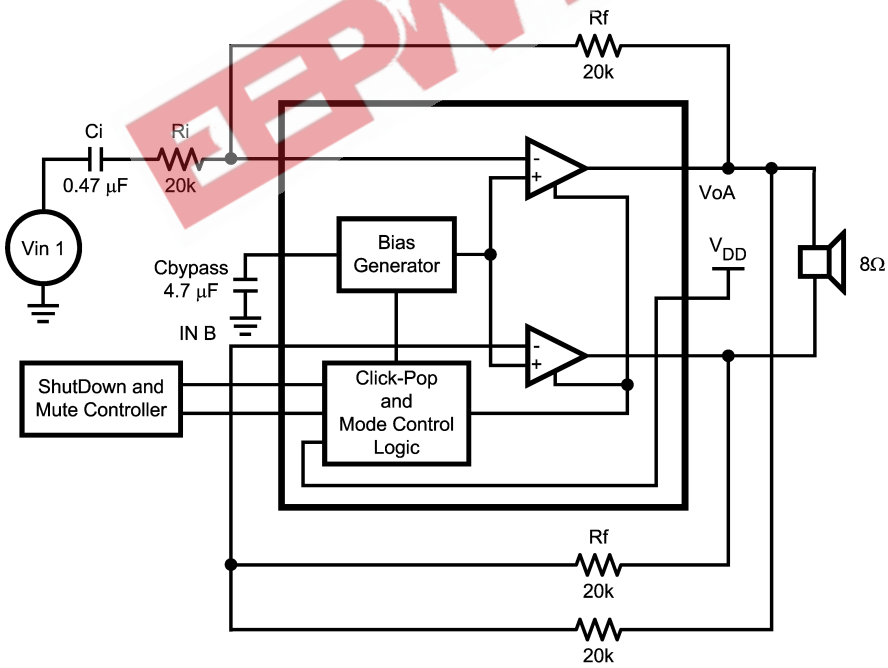 Rf
20k
EEPW
Ci
Ri
0.47 μF
20k
Vin 1
-
+
VoA
Bias
Generator
Cbypass
4.7 μF
VDD
8Ω
IN B
-
+
ShutDown and
Mute Controller
Click-Pop
and
Mode Control
Logic
Rf
20k
20k